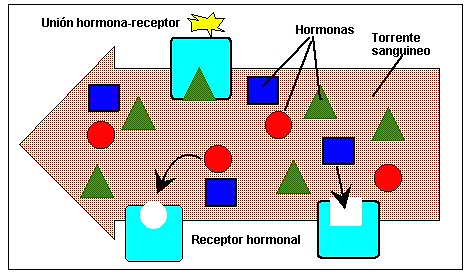 Unión hormona-receptor
Hormonas
Torrente
sanguineo
Receptor hormonal